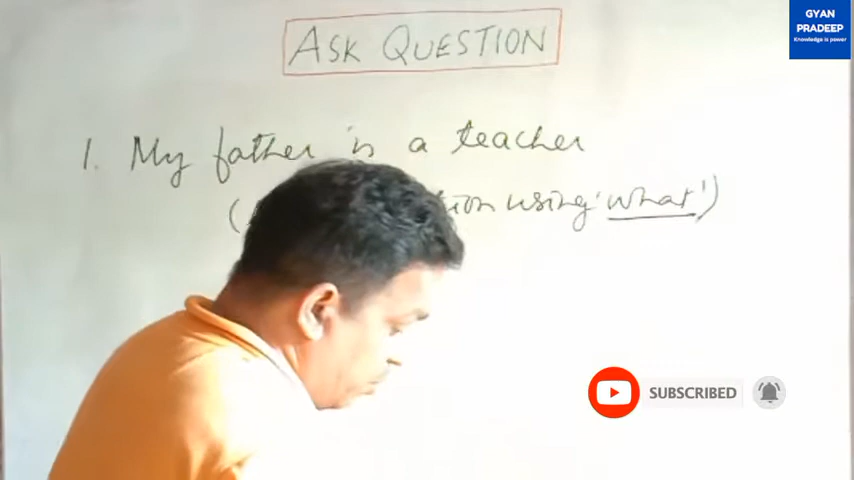 GYAN
PRADEEP
Knowledge is power
ASK QUESTION
1. My father is a teacher
( using 'what')
SUBSCRIBED